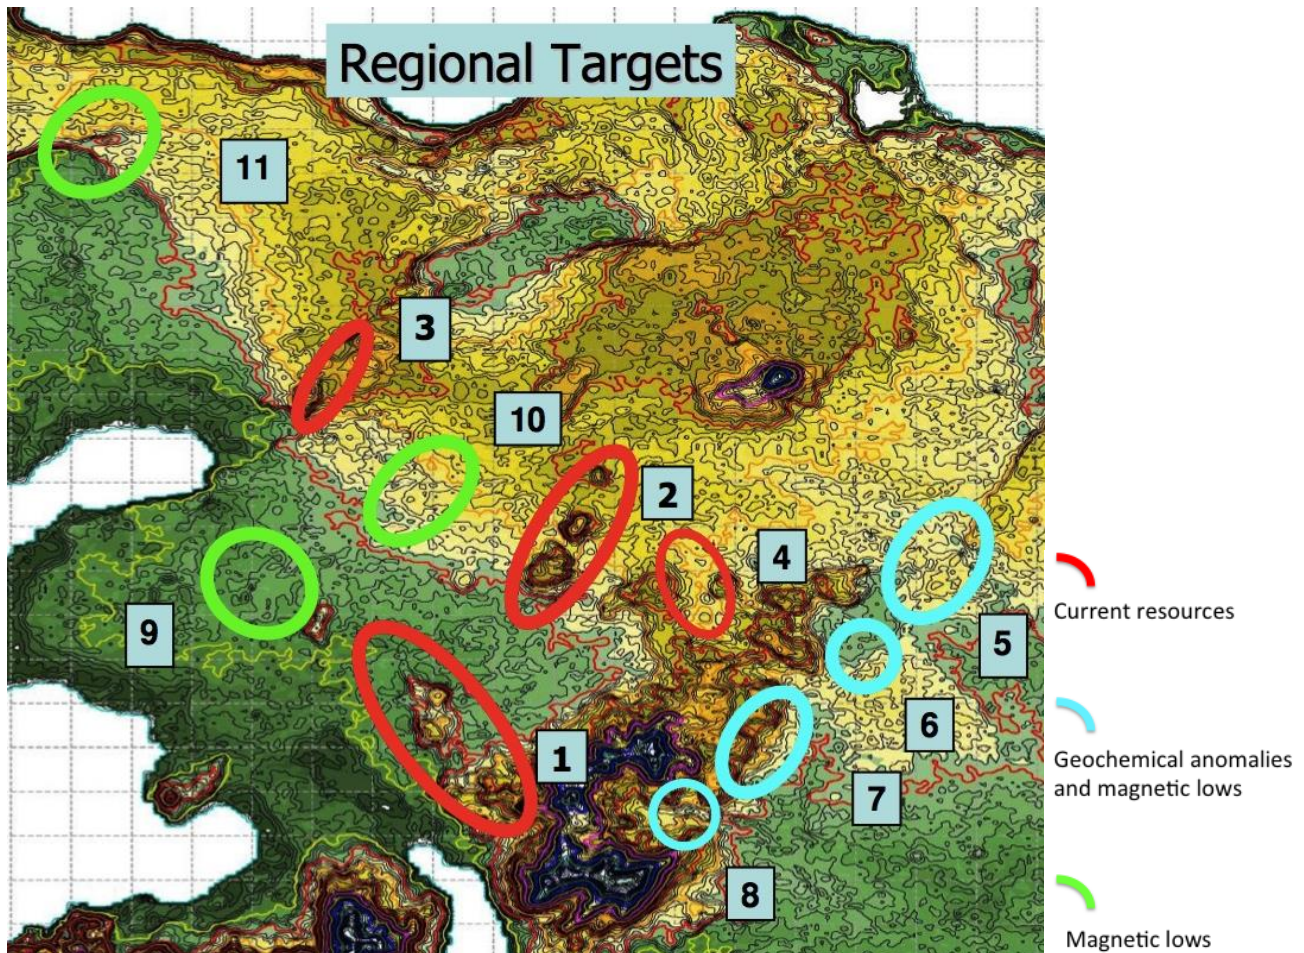 Regional Targets
11
3
10
2
4
9
5
6
1
7
8
Current resources
Geochemical anomalies
and magnetic lows
Magnetic lows